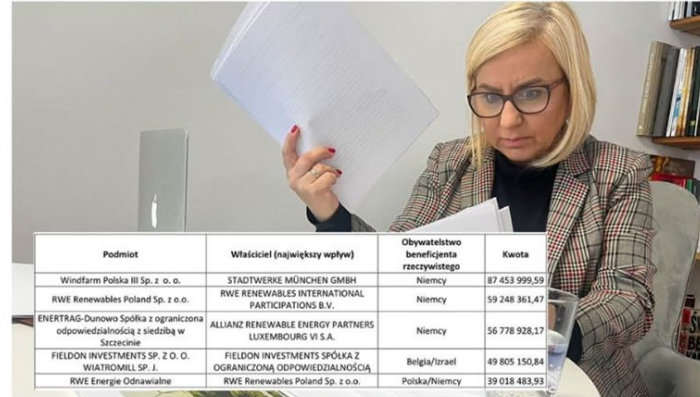 Podmiot
Właściciel (największy wpływ)
Obywatelstwo
beneficjenta
rzeczywistego
Kwota
Windfarm Polska III Sp. z o. o.
STADTWERKE MÜNCHEN GMBH
Niemcy
87 453 999,59
RWE Renewables Poland Sp. z o.o.
RWE RENEWABLES INTERNATIONAL
PARTICIPATIONS B.V.
Niemcy
59 248 361,47
ENERTRAG-Dunowo Spółka z ograniczona
odpowiedzialnością z siedzibą w
Szczecinie
ALLIANZ RENEWABLE ENERGY PARTNERS
LUXEMBOURG VI S.A.
Niemcy
56 778 928,17
FIELDON INVESTMENTS SP. Z O. O.
WIATROMILL SP. J.
FIELDON INVESTMENTS SPÓŁKA Z
OGRANICZONĄ ODPOWIEDZIALNOŚCIĄ
Belgia/Izrael
49 805 150,84
RWE Energie Odnawialne
RWE Renewables Poland Sp. z o.o.
Polska/Niemcy
39 018 483,93